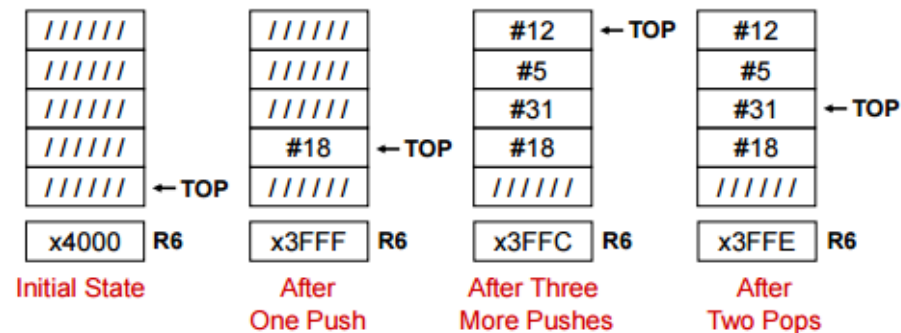 ////// ////// #12 ← TOP #12
////// ////// #5 #5
////// ////// #31 #31 ← TOP
////// #18 ← TOP #18 #18
////// ← TOP ////// ////// //////
x4000 R6 x3FFF R6 x3FFC R6 x3FFE R6
Initial State After After Three After
One Push More Pushes Two Pops